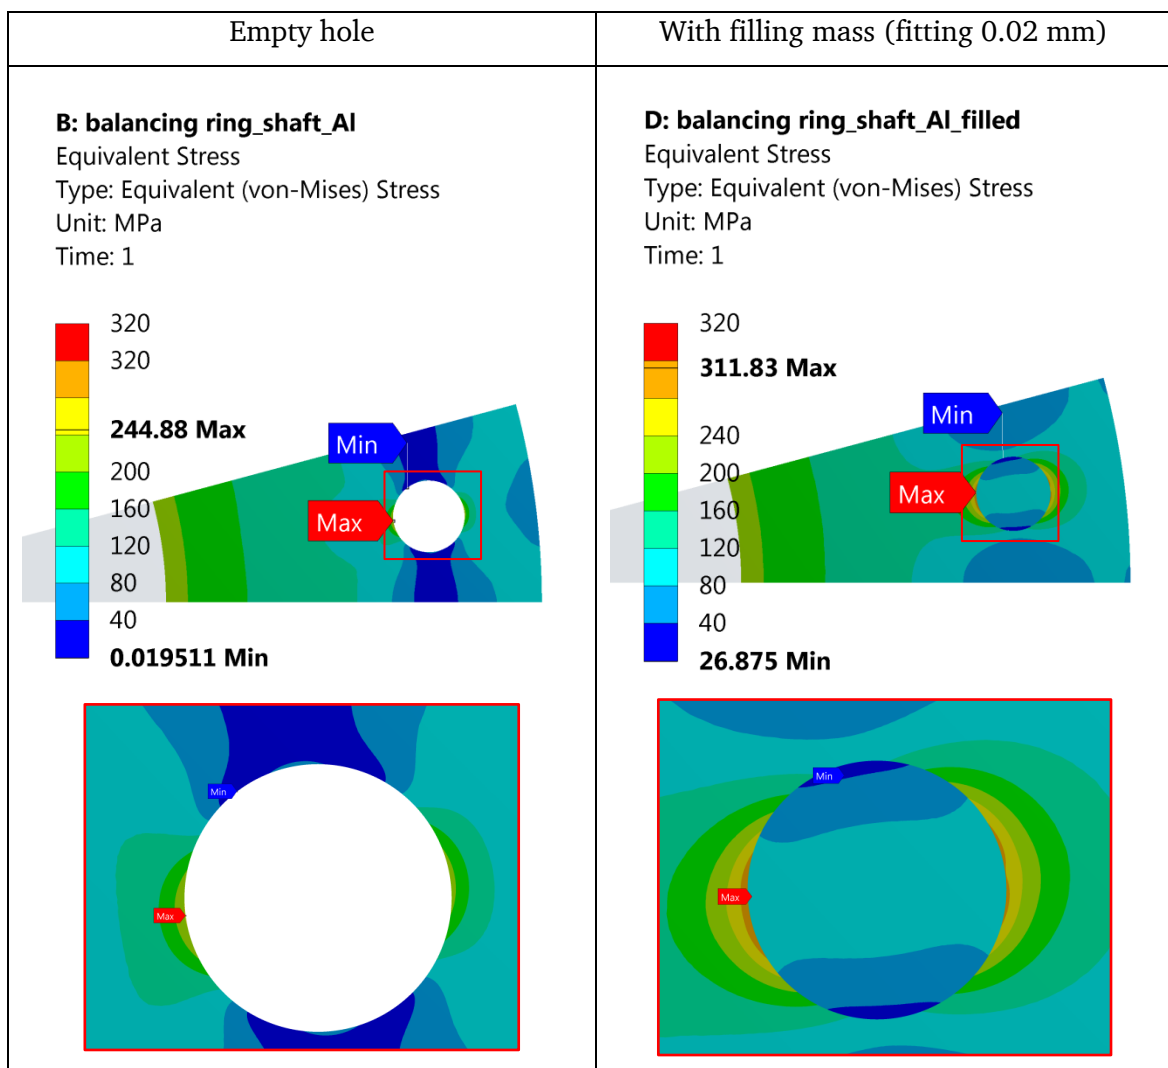 Empty hole
With filling mass (fitting 0.02 mm)
B: balancing ring_shaft_Al
Equivalent Stress
Type: Equivalent (von-Mises) Stress
Unit: MPa
Time: 1
320
320
244.88 Max
200
160
120
80
40
0.019511 Min
Min
Max
Min
Max
D: balancing ring_shaft_Al_filled
Equivalent Stress
Type: Equivalent (von-Mises) Stress
Unit: MPa
Time: 1
320
311.83 Max
240
200
160
120
80
40
26.875 Min
Min
Max
Min
Max